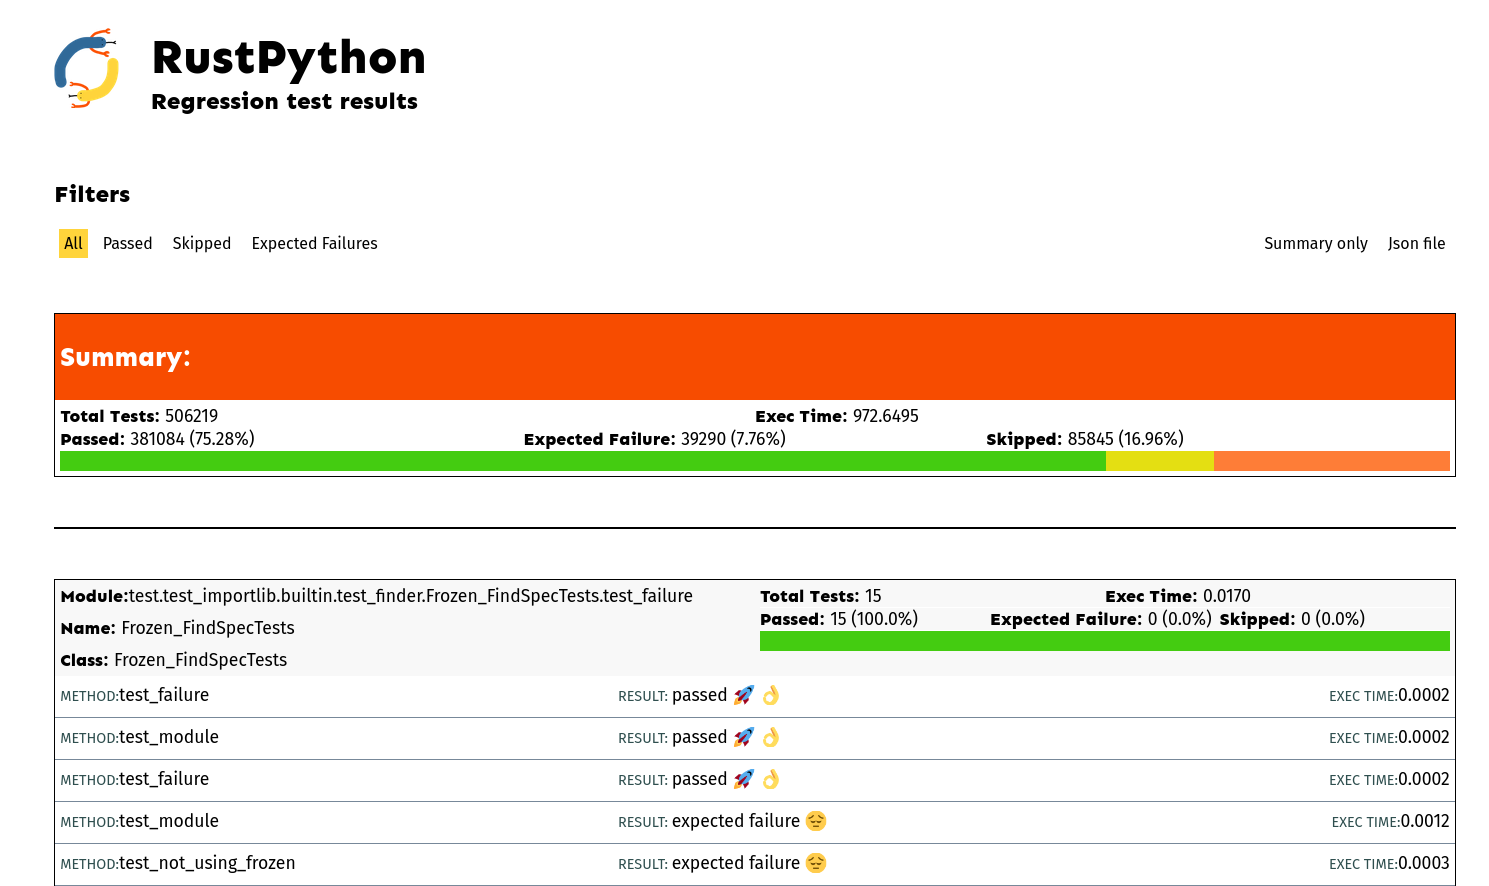 RustPython
Regression test results
Filters
All Passed Skipped Expected Failures Summary only Json file
Summary:
Total Tests: 506219 Exec Time: 972.6495
Passed: 381084 (75.28%) Expected Failure: 39290 (7.76%) Skipped: 85845 (16.96%)
Module:test.test_importlib.builtin.test_finder.Frozen_FindSpecTests.test_failure Total Tests: 15 Exec Time: 0.0170
Passed: 15 (100.0%) Expected Failure: 0 (0.0%) Skipped: 0 (0.0%)
Name: Frozen_FindSpecTests
Class: Frozen_FindSpecTests
METHOD:test_failure RESULT: passed 🚀 👌 EXEC TIME:0.0002
METHOD:test_module RESULT: passed 🚀 👌 EXEC TIME:0.0002
METHOD:test_failure RESULT: passed 🚀 👌 EXEC TIME:0.0002
METHOD:test_module RESULT: expected failure 😔 EXEC TIME:0.0012
METHOD:test_not_using_frozen RESULT: expected failure 😔 EXEC TIME:0.0003